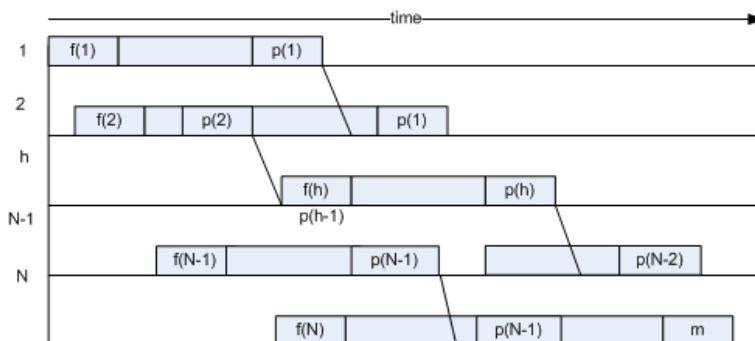 time
1 f(1) p(1)
2 f(2) p(2) p(1)
h
f(h) p(h)
N-1 p(h-1)
f(N-1) p(N-1) p(N-2)
N
f(N) p(N-1) m